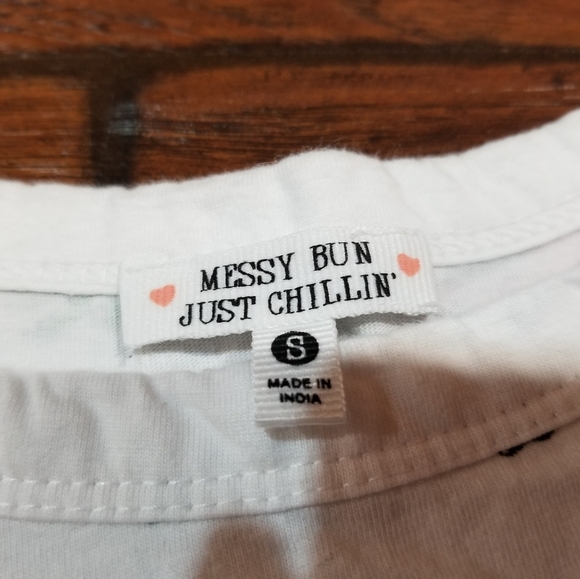 MESSY BUN
JUST CHILLIN'
S
MADE IN
INDIA